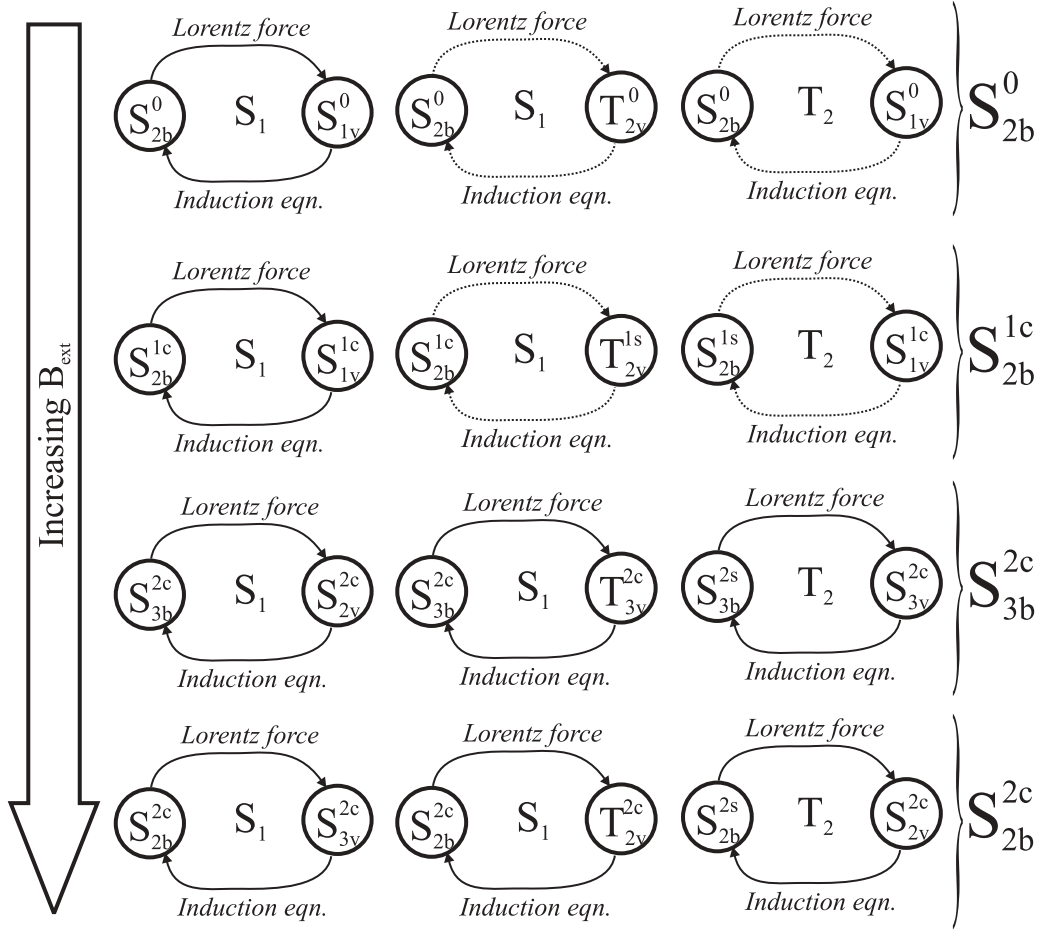 Increasing B_ext
Lorentz force Lorentz force Lorentz force
S^0_2b S_1 S^0_1v S^0_2b S_1 T^0_2v S^0_2b T_2 S^0_1v S^0_2b
Induction eqn. Induction eqn. Induction eqn.
Lorentz force Lorentz force Lorentz force
S^1c_2b S_1 S^1c_1v S^1c_2b S_1 T^1s_2v S^1s_2b T_2 S^1c_1v S^1c_2b
Induction eqn. Induction eqn. Induction eqn.
Lorentz force Lorentz force Lorentz force
S^2c_3b S_1 S^2c_2v S^2c_3b S_1 T^2c_3v S^2s_3b T_2 S^2c_3v S^2c_3b
Induction eqn. Induction eqn. Induction eqn.
Lorentz force Lorentz force Lorentz force
S^2c_2b S_1 S^2c_3v S^2c_2b S_1 T^2c_2v S^2s_2b T_2 S^2c_2v S^2c_2b
Induction eqn. Induction eqn. Induction eqn.